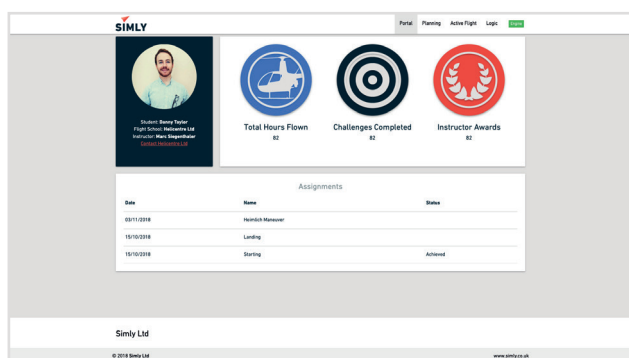 SIMLY
Portal Planning Active Flight Logic
Student: Danny Taylor
Flight School: Helicentre Ltd
Instructor: Marc Siegenthaler
Contact Helicentre Ltd
Total Hours Flown
82
Challenges Completed
82
Instructor Awards
82
Assignments
Date Name Status
03/11/2018 Heimlich Maneuver
15/10/2018 Landing
15/10/2018 Starting Achieved
Simly Ltd
© 2018 Simly Ltd www.simly.co.uk